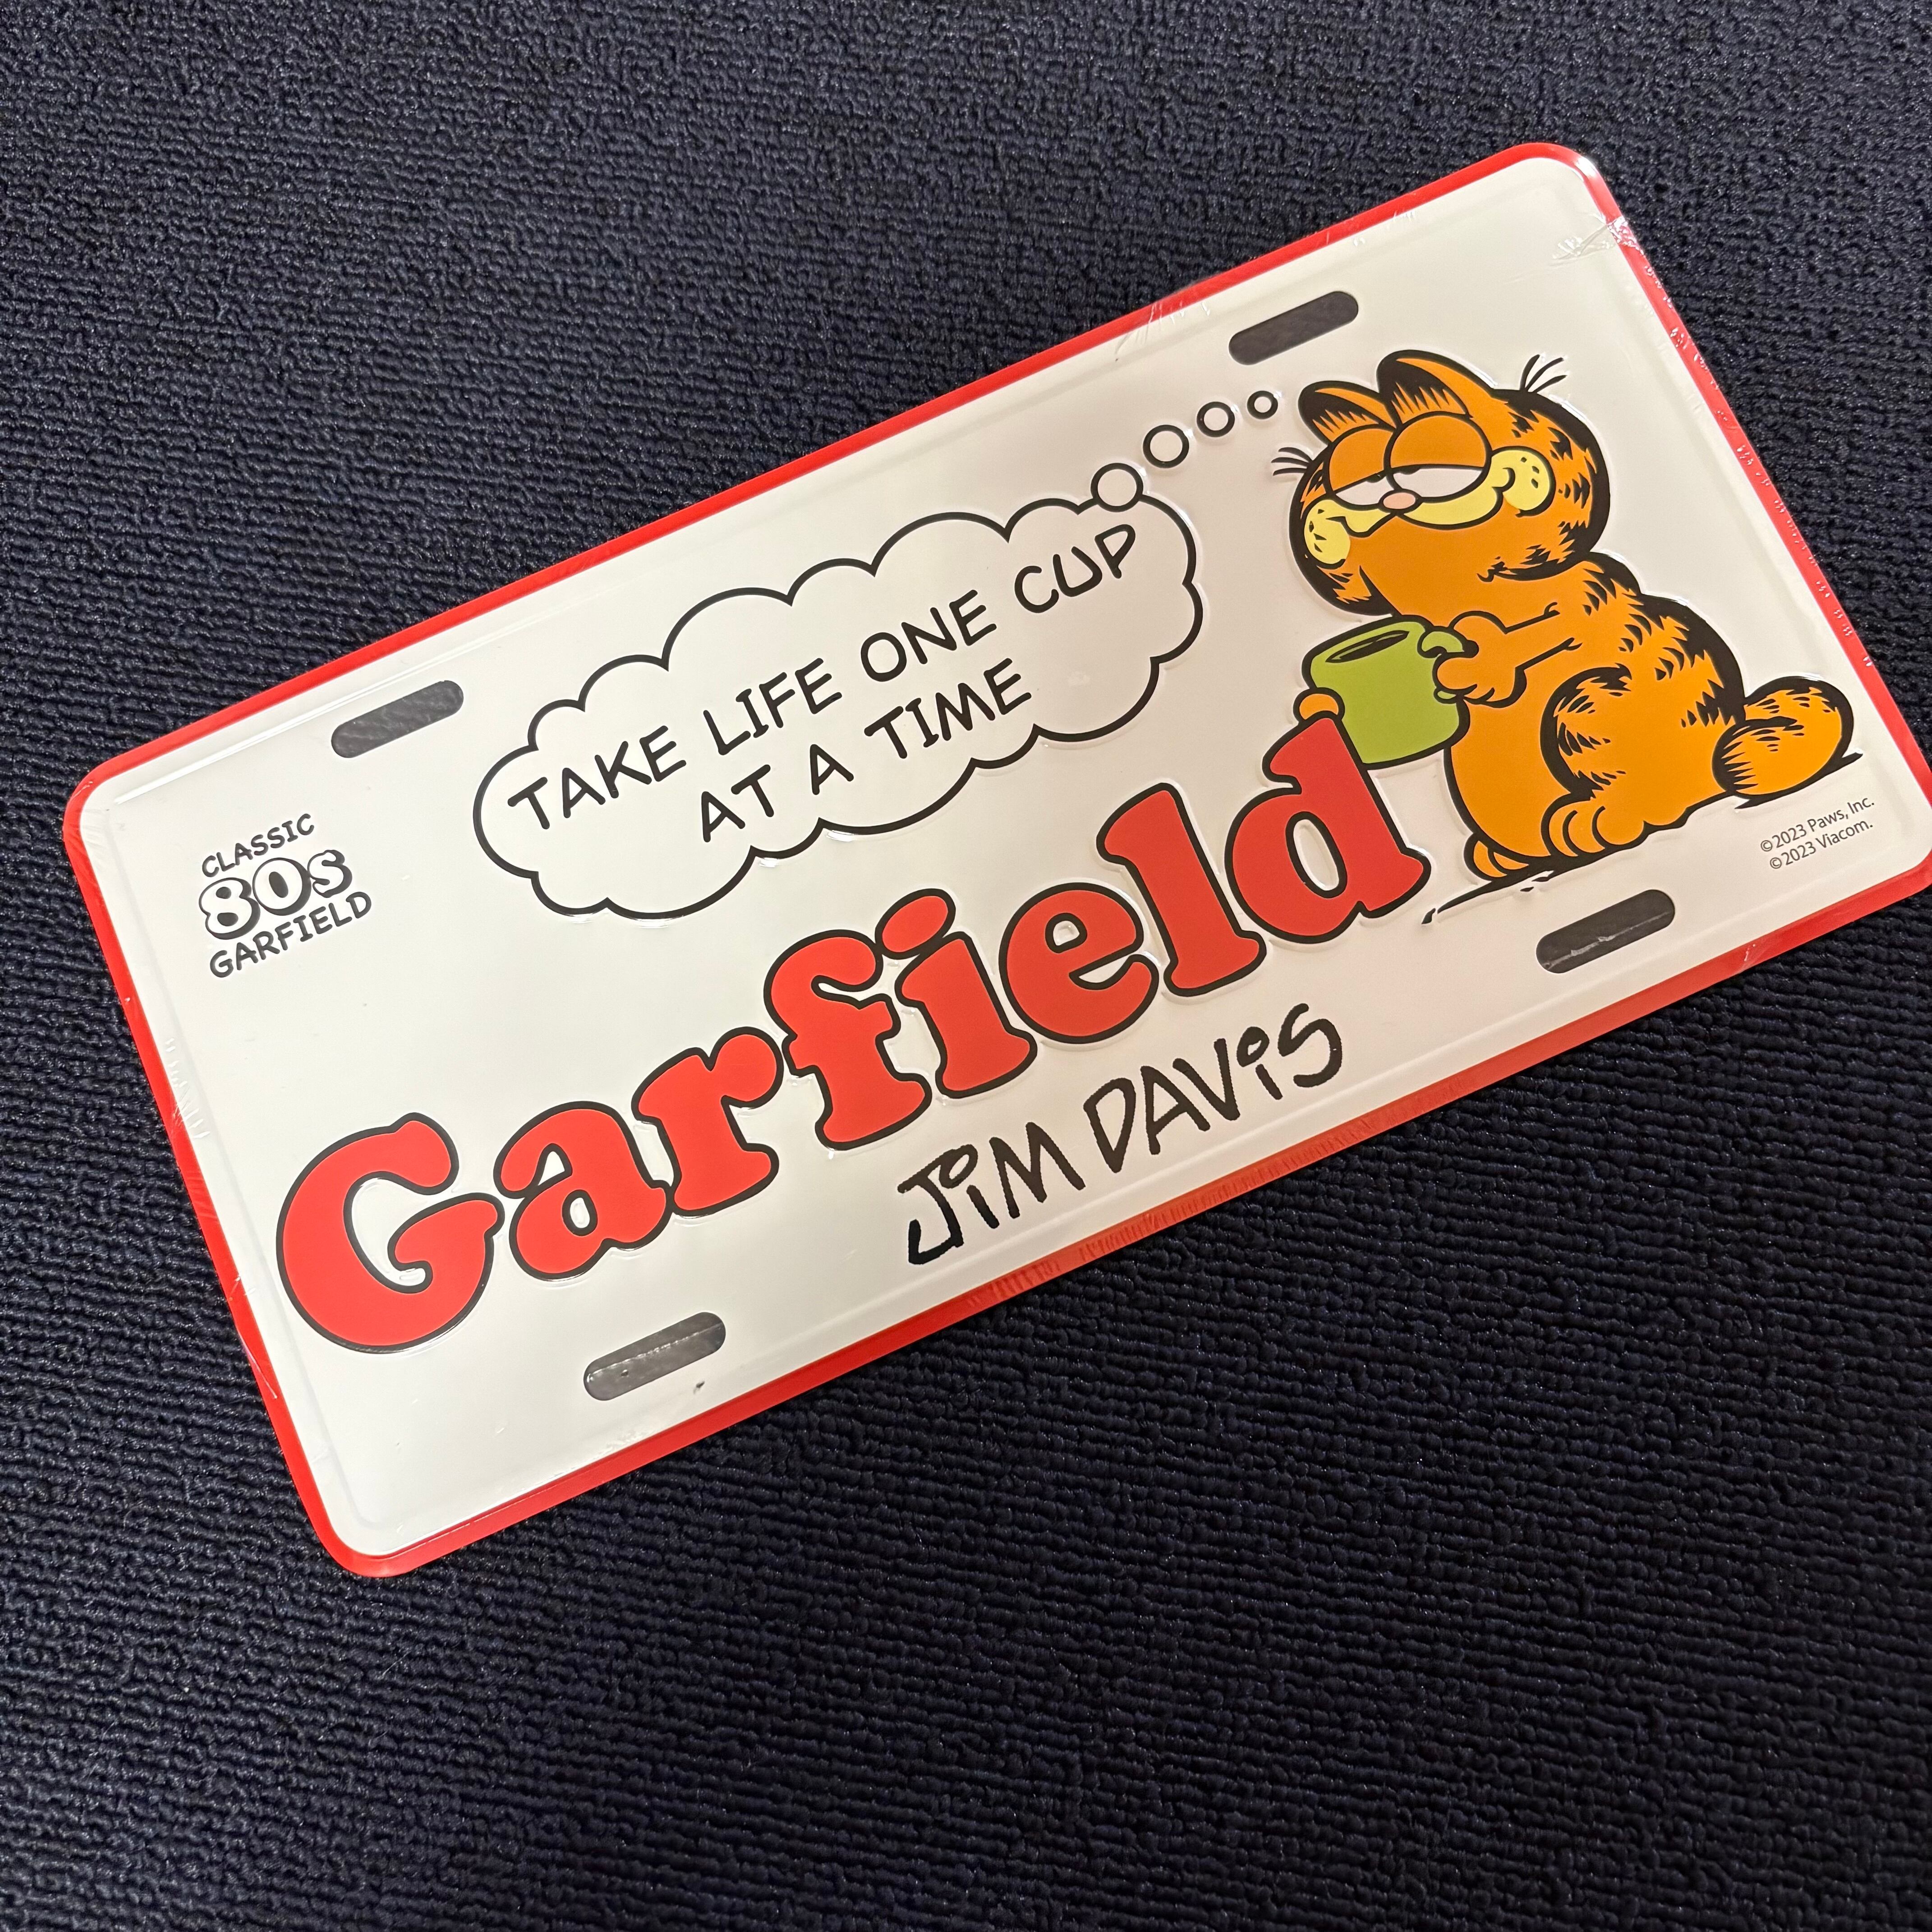 TAKE LIFE ONE CUP
AT A TIME
CLASSIC
80s
GARFIELD
Garfield
JIM DAVIS
©2023 Paws, Inc.
©2023 Viacom.